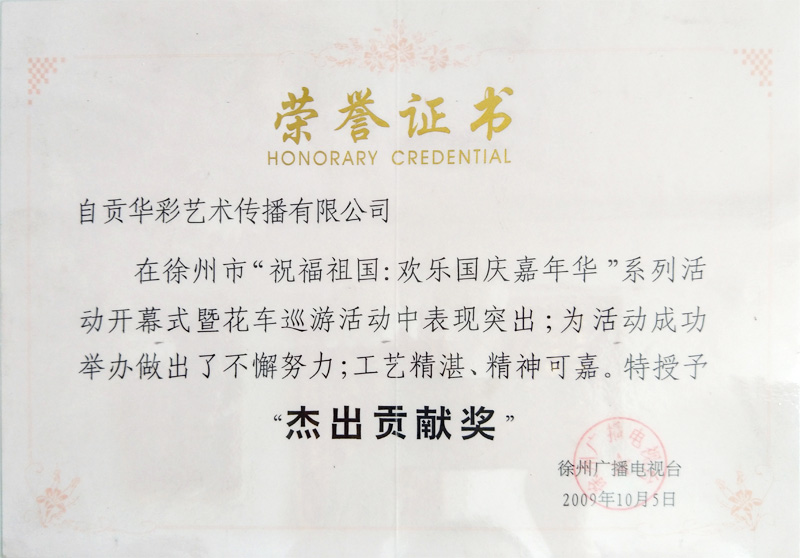 荣誉证书
HONORARY CREDENTIAL
自贡华彩艺术传播有限公司
在徐州市“祝福祖国:欢乐国庆嘉年华”系列活
动开幕式暨花车巡游活动中表现突出;为活动成功
举办做出了不懈努力;工艺精湛、精神可嘉。特授予
“杰出贡献奖”
徐州广播电视台
2009年10月5日